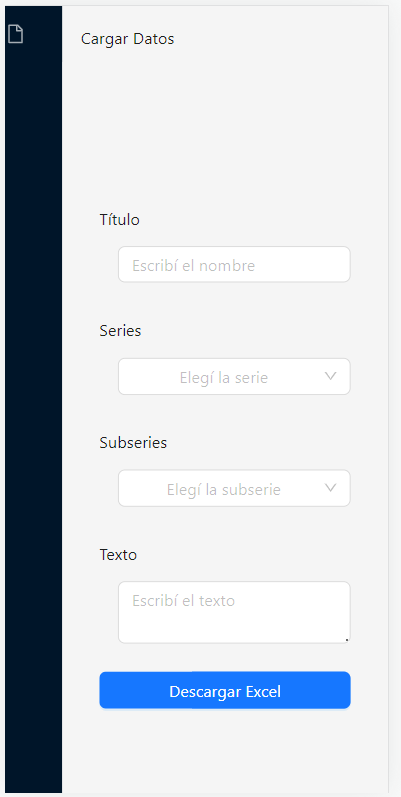 Cargar Datos
Título
Escribí el nombre
Series
Elegí la serie
Subseries
Elegí la subserie
Texto
Escribí el texto
Descargar Excel